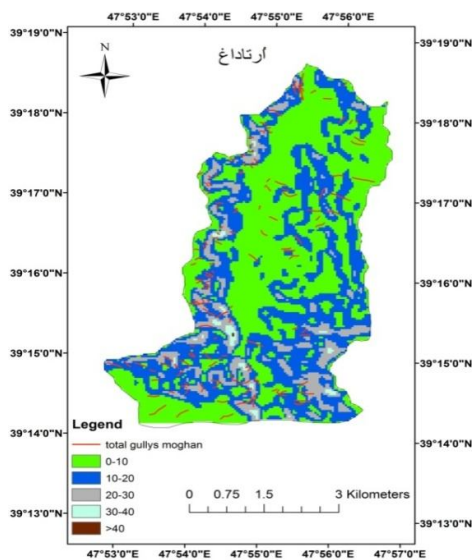 47°53'0"E 47°54'0"E 47°55'0"E 47°56'0"E
39°19'0"N
N
ارتاداغ
39°19'0"N
39°18'0"N
39°18'0"N
39°17'0"N
39°17'0"N
39°16'0"N
39°16'0"N
39°15'0"N
39°15'0"N
39°14'0"N
39°14'0"N
39°13'0"N
39°13'0"N
Legend
total gullys moghan
0-10
10-20
20-30
30-40
>40
0 0.75 1.5 3 Kilometers
47°53'0"E 47°54'0"E 47°55'0"E 47°56'0"E 47°57'0"E